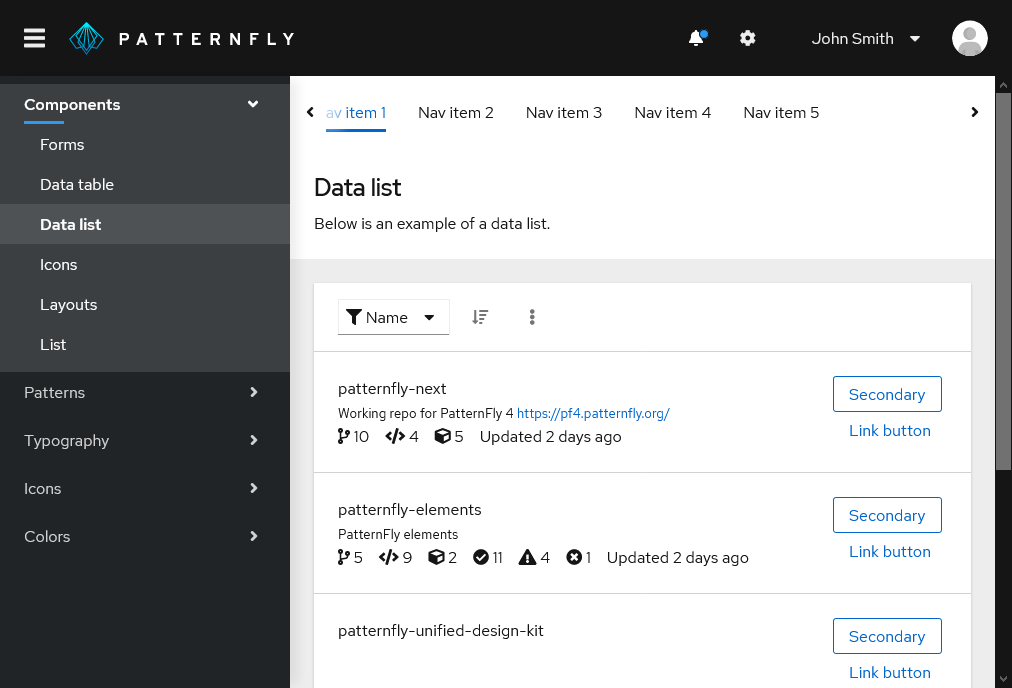 PATTERNFLY
John Smith
Components
Forms
Data table
Data list
Icons
Layouts
List
Patterns
Typography
Icons
Colors
av item 1
Nav item 2
Nav item 3
Nav item 4
Nav item 5
Data list
Below is an example of a data list.
Name
patternfly-next
Working repo for PatternFly 4 https://pf4.patternfly.org/
10 4 5 Updated 2 days ago
Secondary
Link button
patternfly-elements
PatternFly elements
5 9 2 11 4 1 Updated 2 days ago
Secondary
Link button
patternfly-unified-design-kit
Secondary
Link button